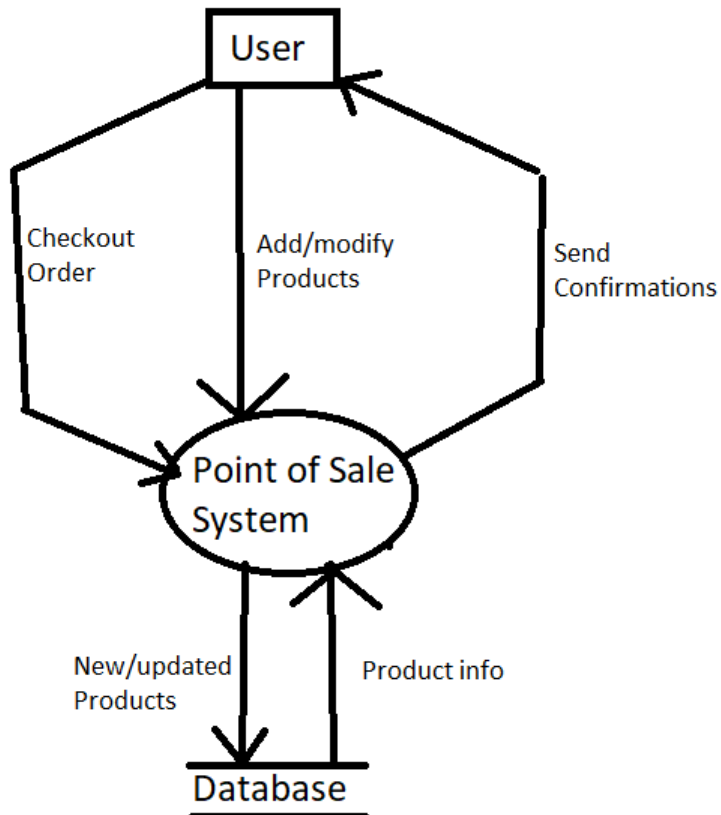 User
Checkout
Order
Add/modify
Products
Send
Confirmations
Point of Sale
System
New/updated
Products
Product info
Database